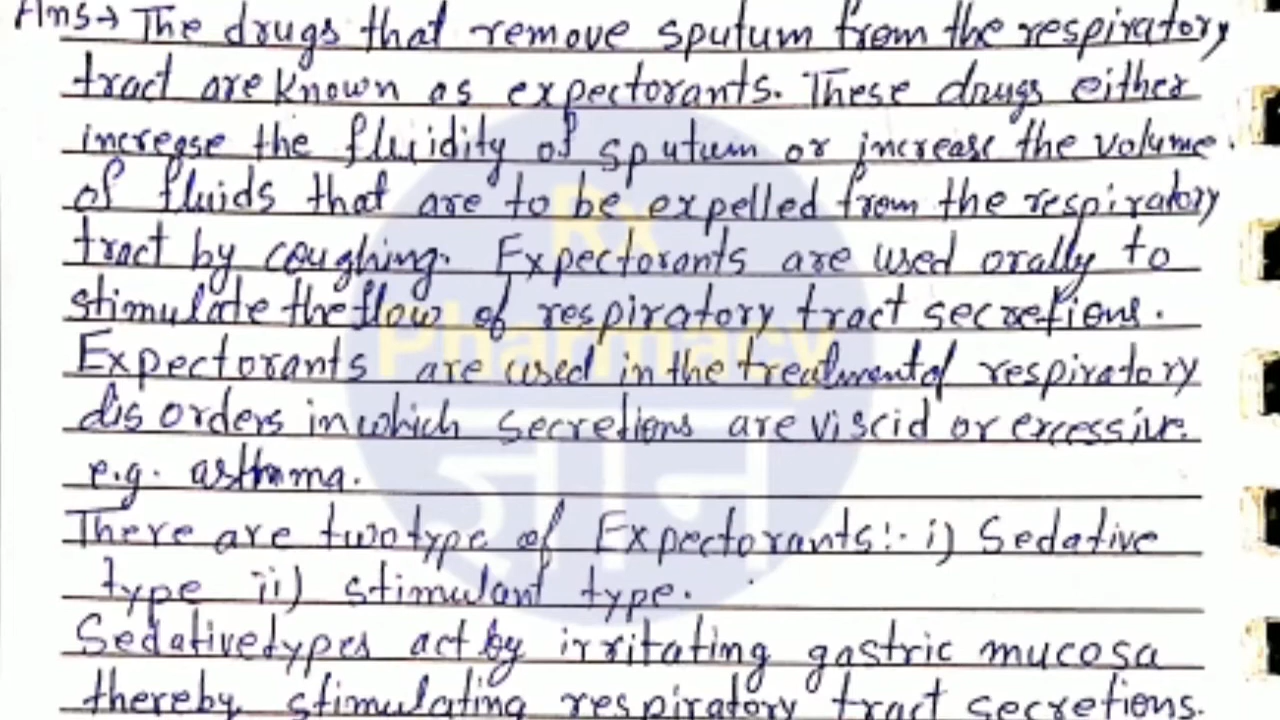 Ans→ The drugs that remove sputum from the respiratory
tract are known as expectorants. These drugs either
increase the fluidity of sputum or increase the volume
of fluids that are to be expelled from the respiratory
tract by coughing. Expectorants are used orally to
stimulate the flow of respiratory tract secretions.
Expectorants are used in the treatment of respiratory
disorders in which secretions are viscid or excessive.
e.g. asthma.
There are two type of Expectorants:- i) Sedative
type ii) stimulant type.
Sedative types act by irritating gastric mucosa
thereby stimulating respiratory tract secretions.
Rx
Pharmacy
ज्ञान